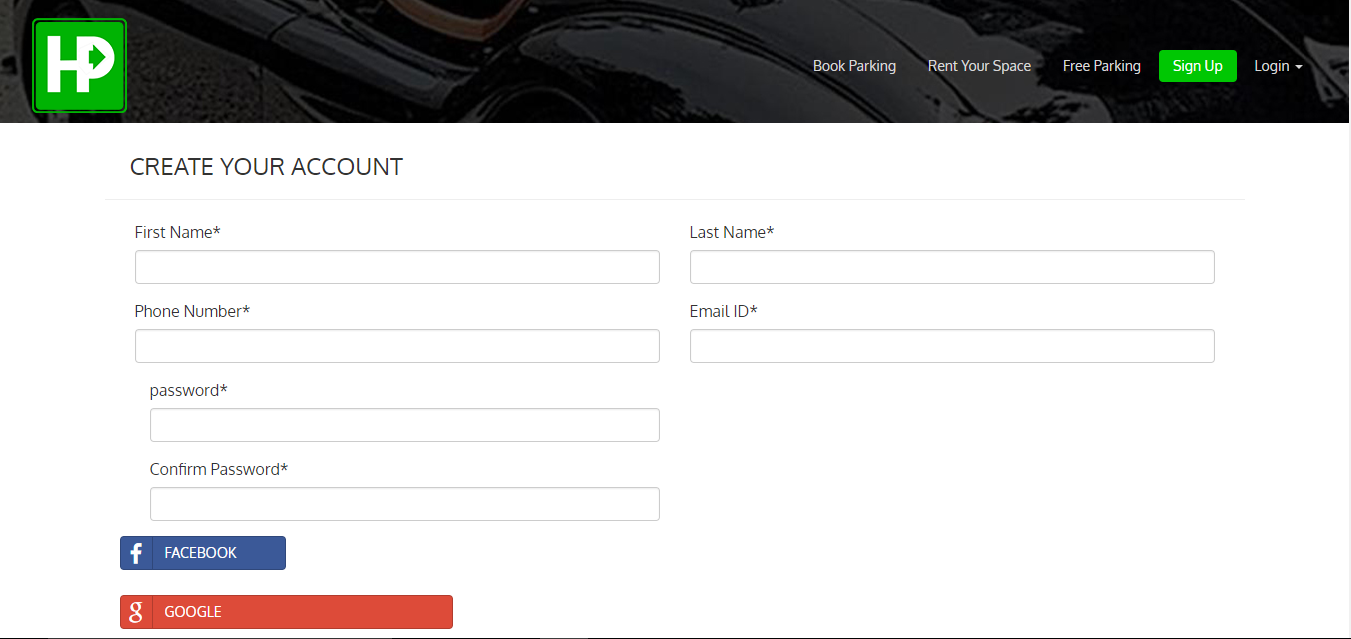 HP
Book Parking Rent Your Space Free Parking Sign Up Login
CREATE YOUR ACCOUNT
First Name* Last Name*
Phone Number* Email ID*
password*
Confirm Password*
f FACEBOOK
g GOOGLE